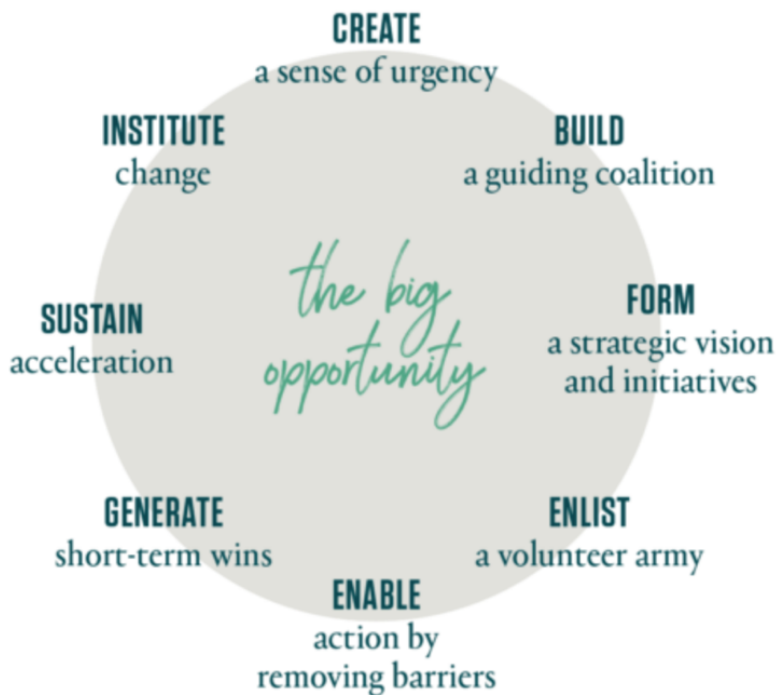 CREATE
a sense of urgency
BUILD
a guiding coalition
FORM
a strategic vision
and initiatives
ENLIST
a volunteer army
ENABLE
action by
removing barriers
GENERATE
short-term wins
SUSTAIN
acceleration
INSTITUTE
change
the big
opportunity